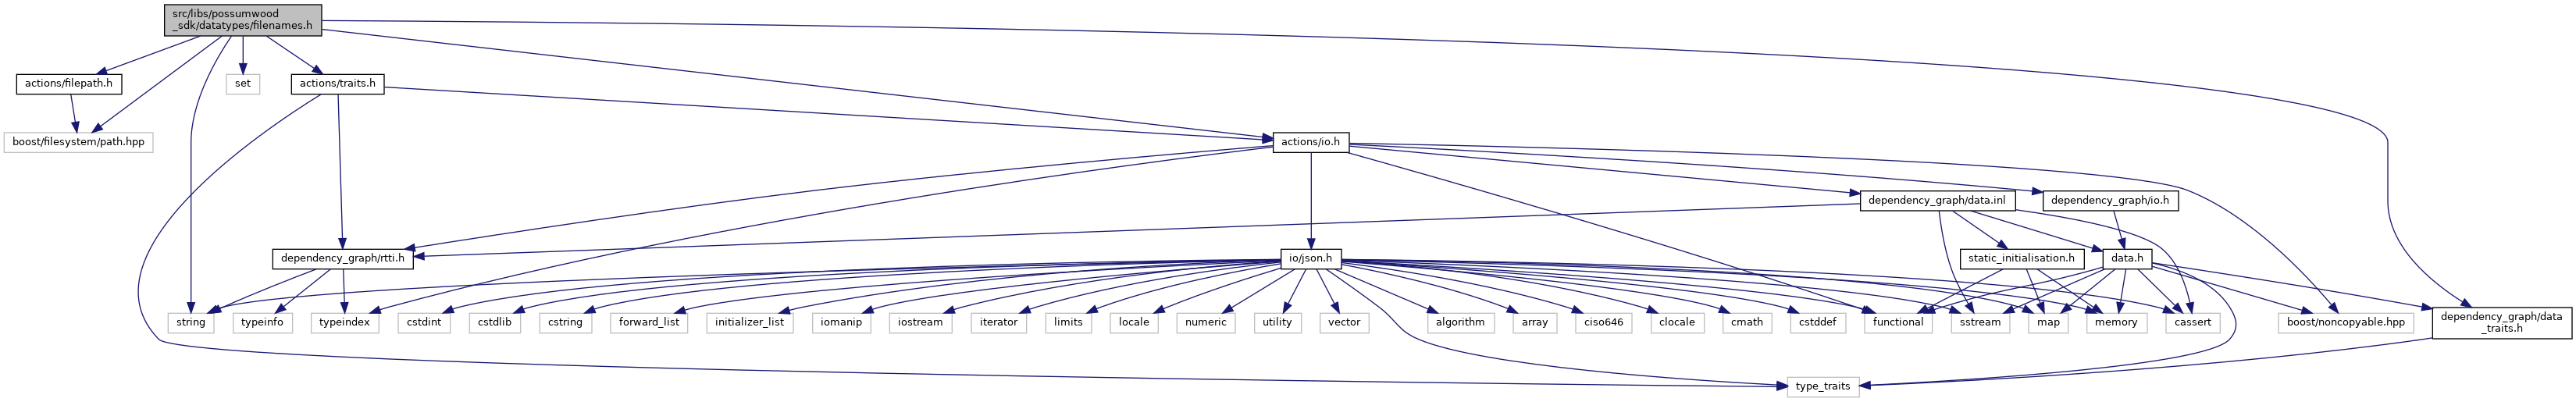 src/libs/possumwood
_sdk/datatypes/filenames.h
actions/filepath.h
set
actions/traits.h
boost/filesystem/path.hpp
actions/io.h
dependency_graph/data.inl
dependency_graph/io.h
dependency_graph/rtti.h
io/json.h
static_initialisation.h
data.h
string
typeinfo
typeindex
cstdint
cstdlib
cstring
forward_list
initializer_list
iomanip
iostream
iterator
limits
locale
numeric
utility
vector
algorithm
array
ciso646
clocale
cmath
cstddef
functional
sstream
map
memory
cassert
boost/noncopyable.hpp
dependency_graph/data
_traits.h
type_traits